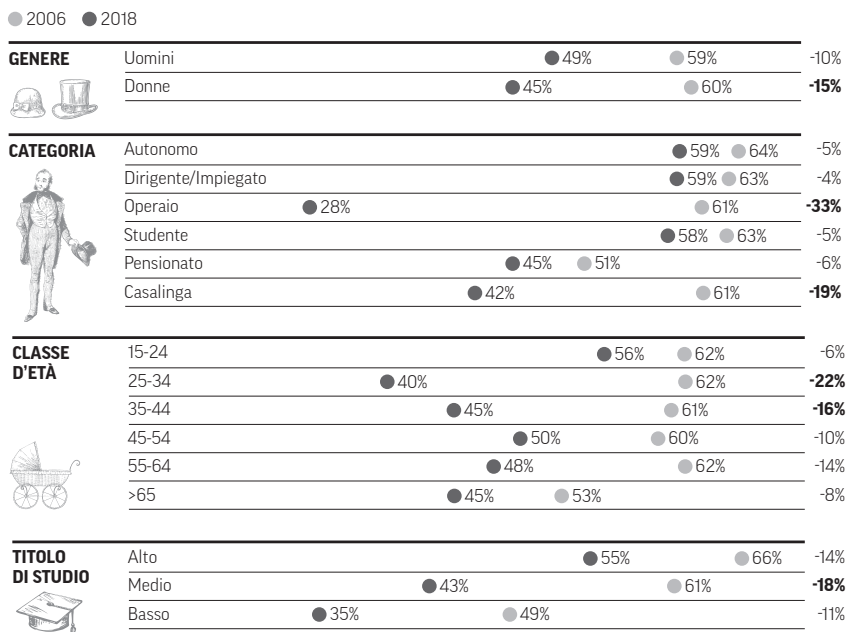 2006 2018
GENERE Uomini 49% 59% -10%
Donne 45% 60% -15%
CATEGORIA Autonomo 59% 64% -5%
Dirigente/Impiegato 59% 63% -4%
Operaio 28% 61% -33%
Studente 58% 63% -5%
Pensionato 45% 51% -6%
Casalinga 42% 61% -19%
CLASSE 15-24 56% 62% -6%
D'ETÀ
25-34 40% 62% -22%
35-44 45% 61% -16%
45-54 50% 60% -10%
55-64 48% 62% -14%
>65 45% 53% -8%
TITOLO Alto 55% 66% -14%
DI STUDIO
Medio 43% 61% -18%
Basso 35% 49% -11%